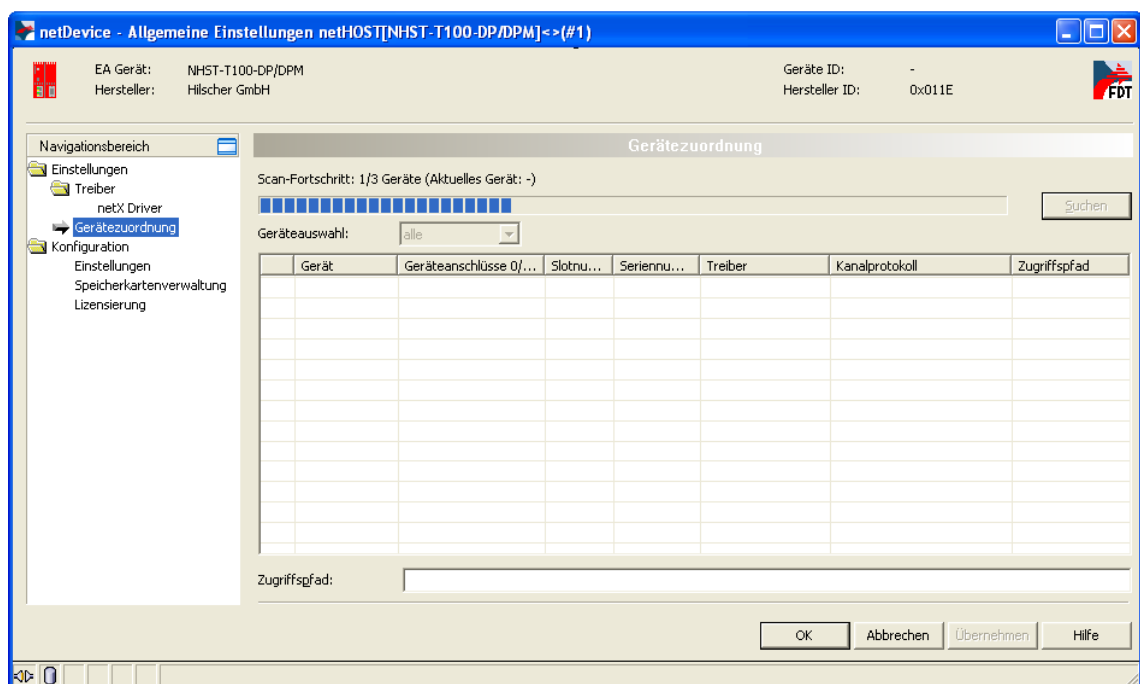 netDevice - Allgemeine Einstellungen netHOST[NHST-T100-DP/DPM]<>(#1)
EA Gerät: NHST-T100-DP/DPM Geräte ID: -
Hersteller: Hilscher GmbH Hersteller ID: 0x011E
FDT
Navigationsbereich
Einstellungen
Treiber
netX Driver
Gerätezuordnung
Konfiguration
Einstellungen
Speicherkartenverwaltung
Lizensierung
Gerätezuordnung
Scan-Fortschritt: 1/3 Geräte (Aktuelles Gerät: -)
Suchen
Geräteauswahl: alle
Gerät Geräteanschlüsse 0/... Slotnu... Seriennu... Treiber Kanalprotokoll Zugriffspfad
Zugriffspfad:
OK Abbrechen Übernehmen Hilfe